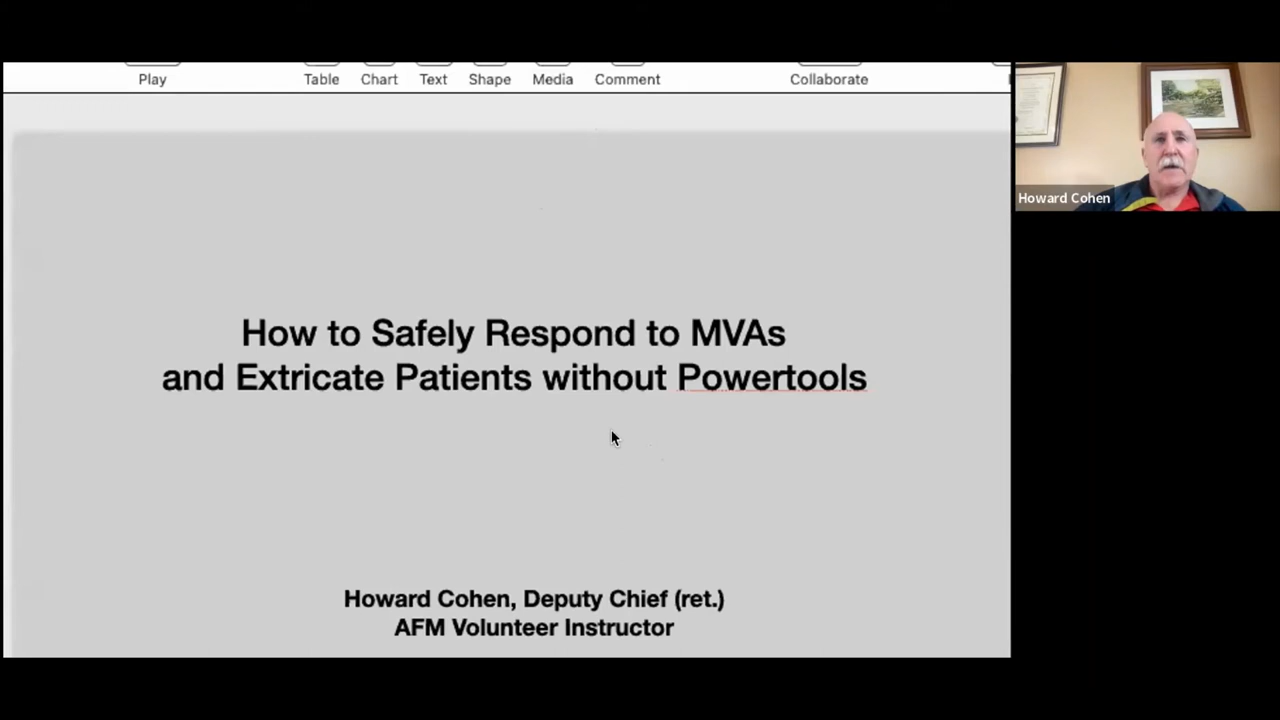 Play
Table
Chart
Text
Shape
Media
Comment
Collaborate
How to Safely Respond to MVAs
and Extricate Patients without Powertools
Howard Cohen, Deputy Chief (ret.)
AFM Volunteer Instructor
Howard Cohen